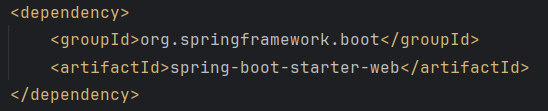 <dependency>
    <groupId>org.springframework.boot</groupId>
    <artifactId>spring-boot-starter-web</artifactId>
</dependency>